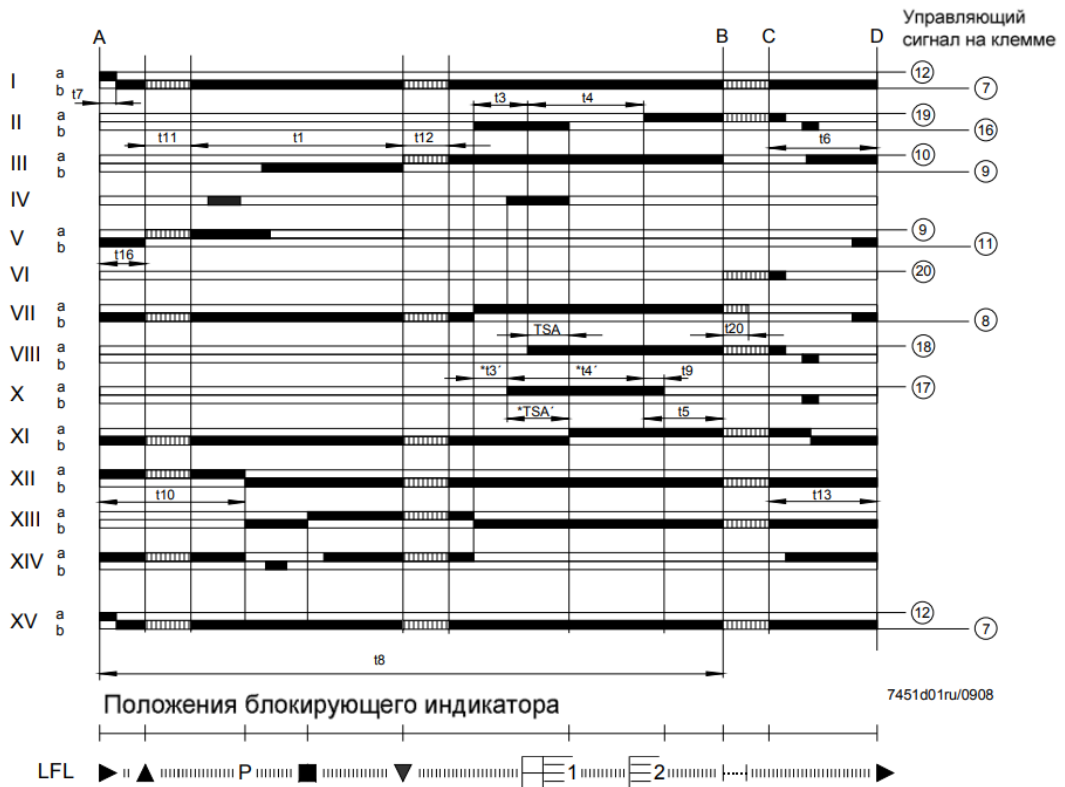 Управляющий
сигнал на клемме
A B C D
I a b t7 12 7
t3 t4
II a b 19 16
t11 t1 t12 t6
III a b 10 9
IV
V a b 9 11
t16
VI 20
VII a b 8
TSA t20
VIII a b 18
*t3´ *t4´ t9
X a b 17
*TSA´ t5
XI a b
XII a b
t10 t13
XIII a b
XIV a b
XV a b 12 7
t8
Положения блокирующего индикатора
7451d01ru/0908
LFL P 1 2